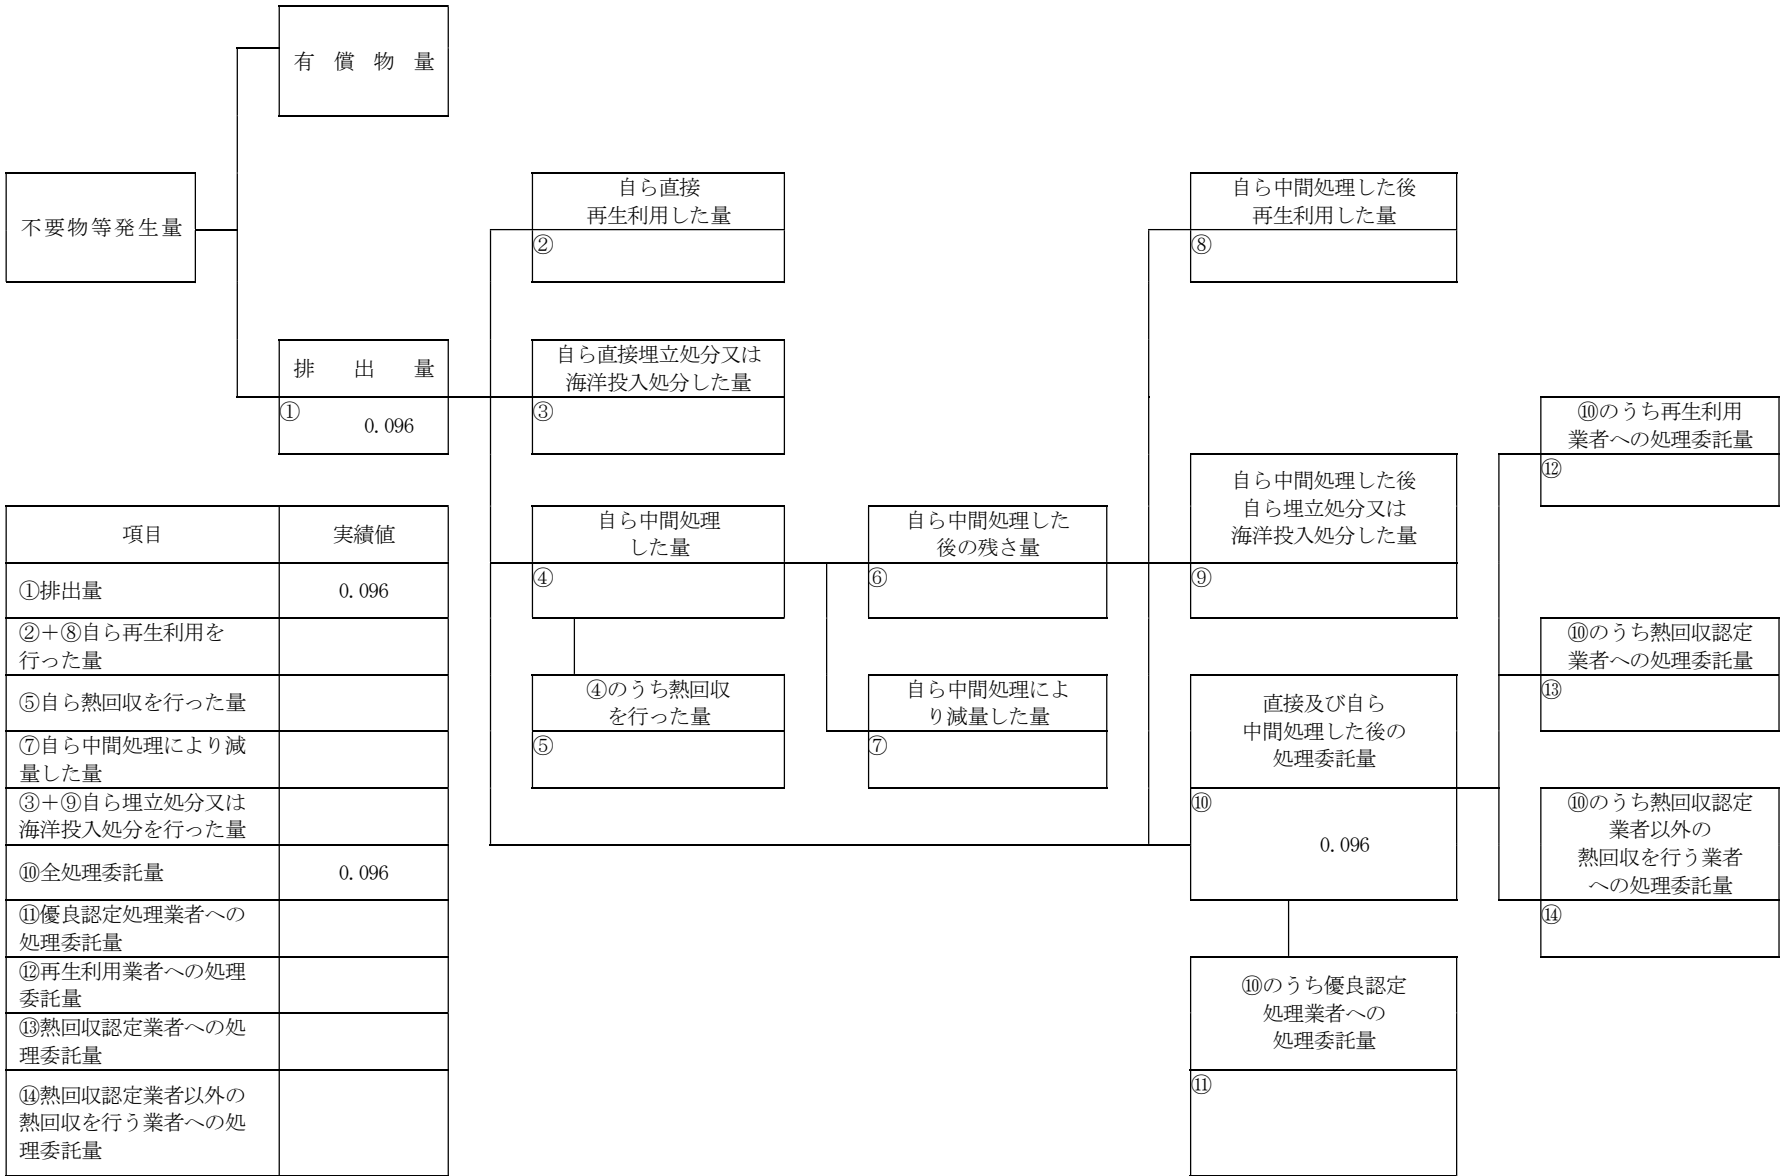 有 償 物 量
不要物等発生量
自ら直接
再生利用した量
②
自ら中間処理した後
再生利用した量
⑧
排 出 量
① 0.096
自ら直接埋立処分又は
海洋投入処分した量
③
⑩のうち再生利用
業者への処理委託量
⑫
自ら中間処理した後
自ら埋立処分又は
海洋投入処分した量
⑨
自ら中間処理
した量
④
自ら中間処理した
後の残さ量
⑥
⑩のうち熱回収認定
業者への処理委託量
⑬
④のうち熱回収
を行った量
⑤
自ら中間処理によ
り減量した量
⑦
直接及び自ら
中間処理した後の
処理委託量
⑩
0.096
⑩のうち熱回収認定
業者以外の
熱回収を行う業者
への処理委託量
⑭
⑩のうち優良認定
処理業者への
処理委託量
⑪
項目 実績値
①排出量 0.096
②+⑧自ら再生利用を
行った量
⑤自ら熱回収を行った量
⑦自ら中間処理により減
量した量
③+⑨自ら埋立処分又は
海洋投入処分を行った量
⑩全処理委託量 0.096
⑪優良認定処理業者への
処理委託量
⑫再生利用業者への処理
委託量
⑬熱回収認定業者への処
理委託量
⑭熱回収認定業者以外の
熱回収を行う業者への処
理委託量